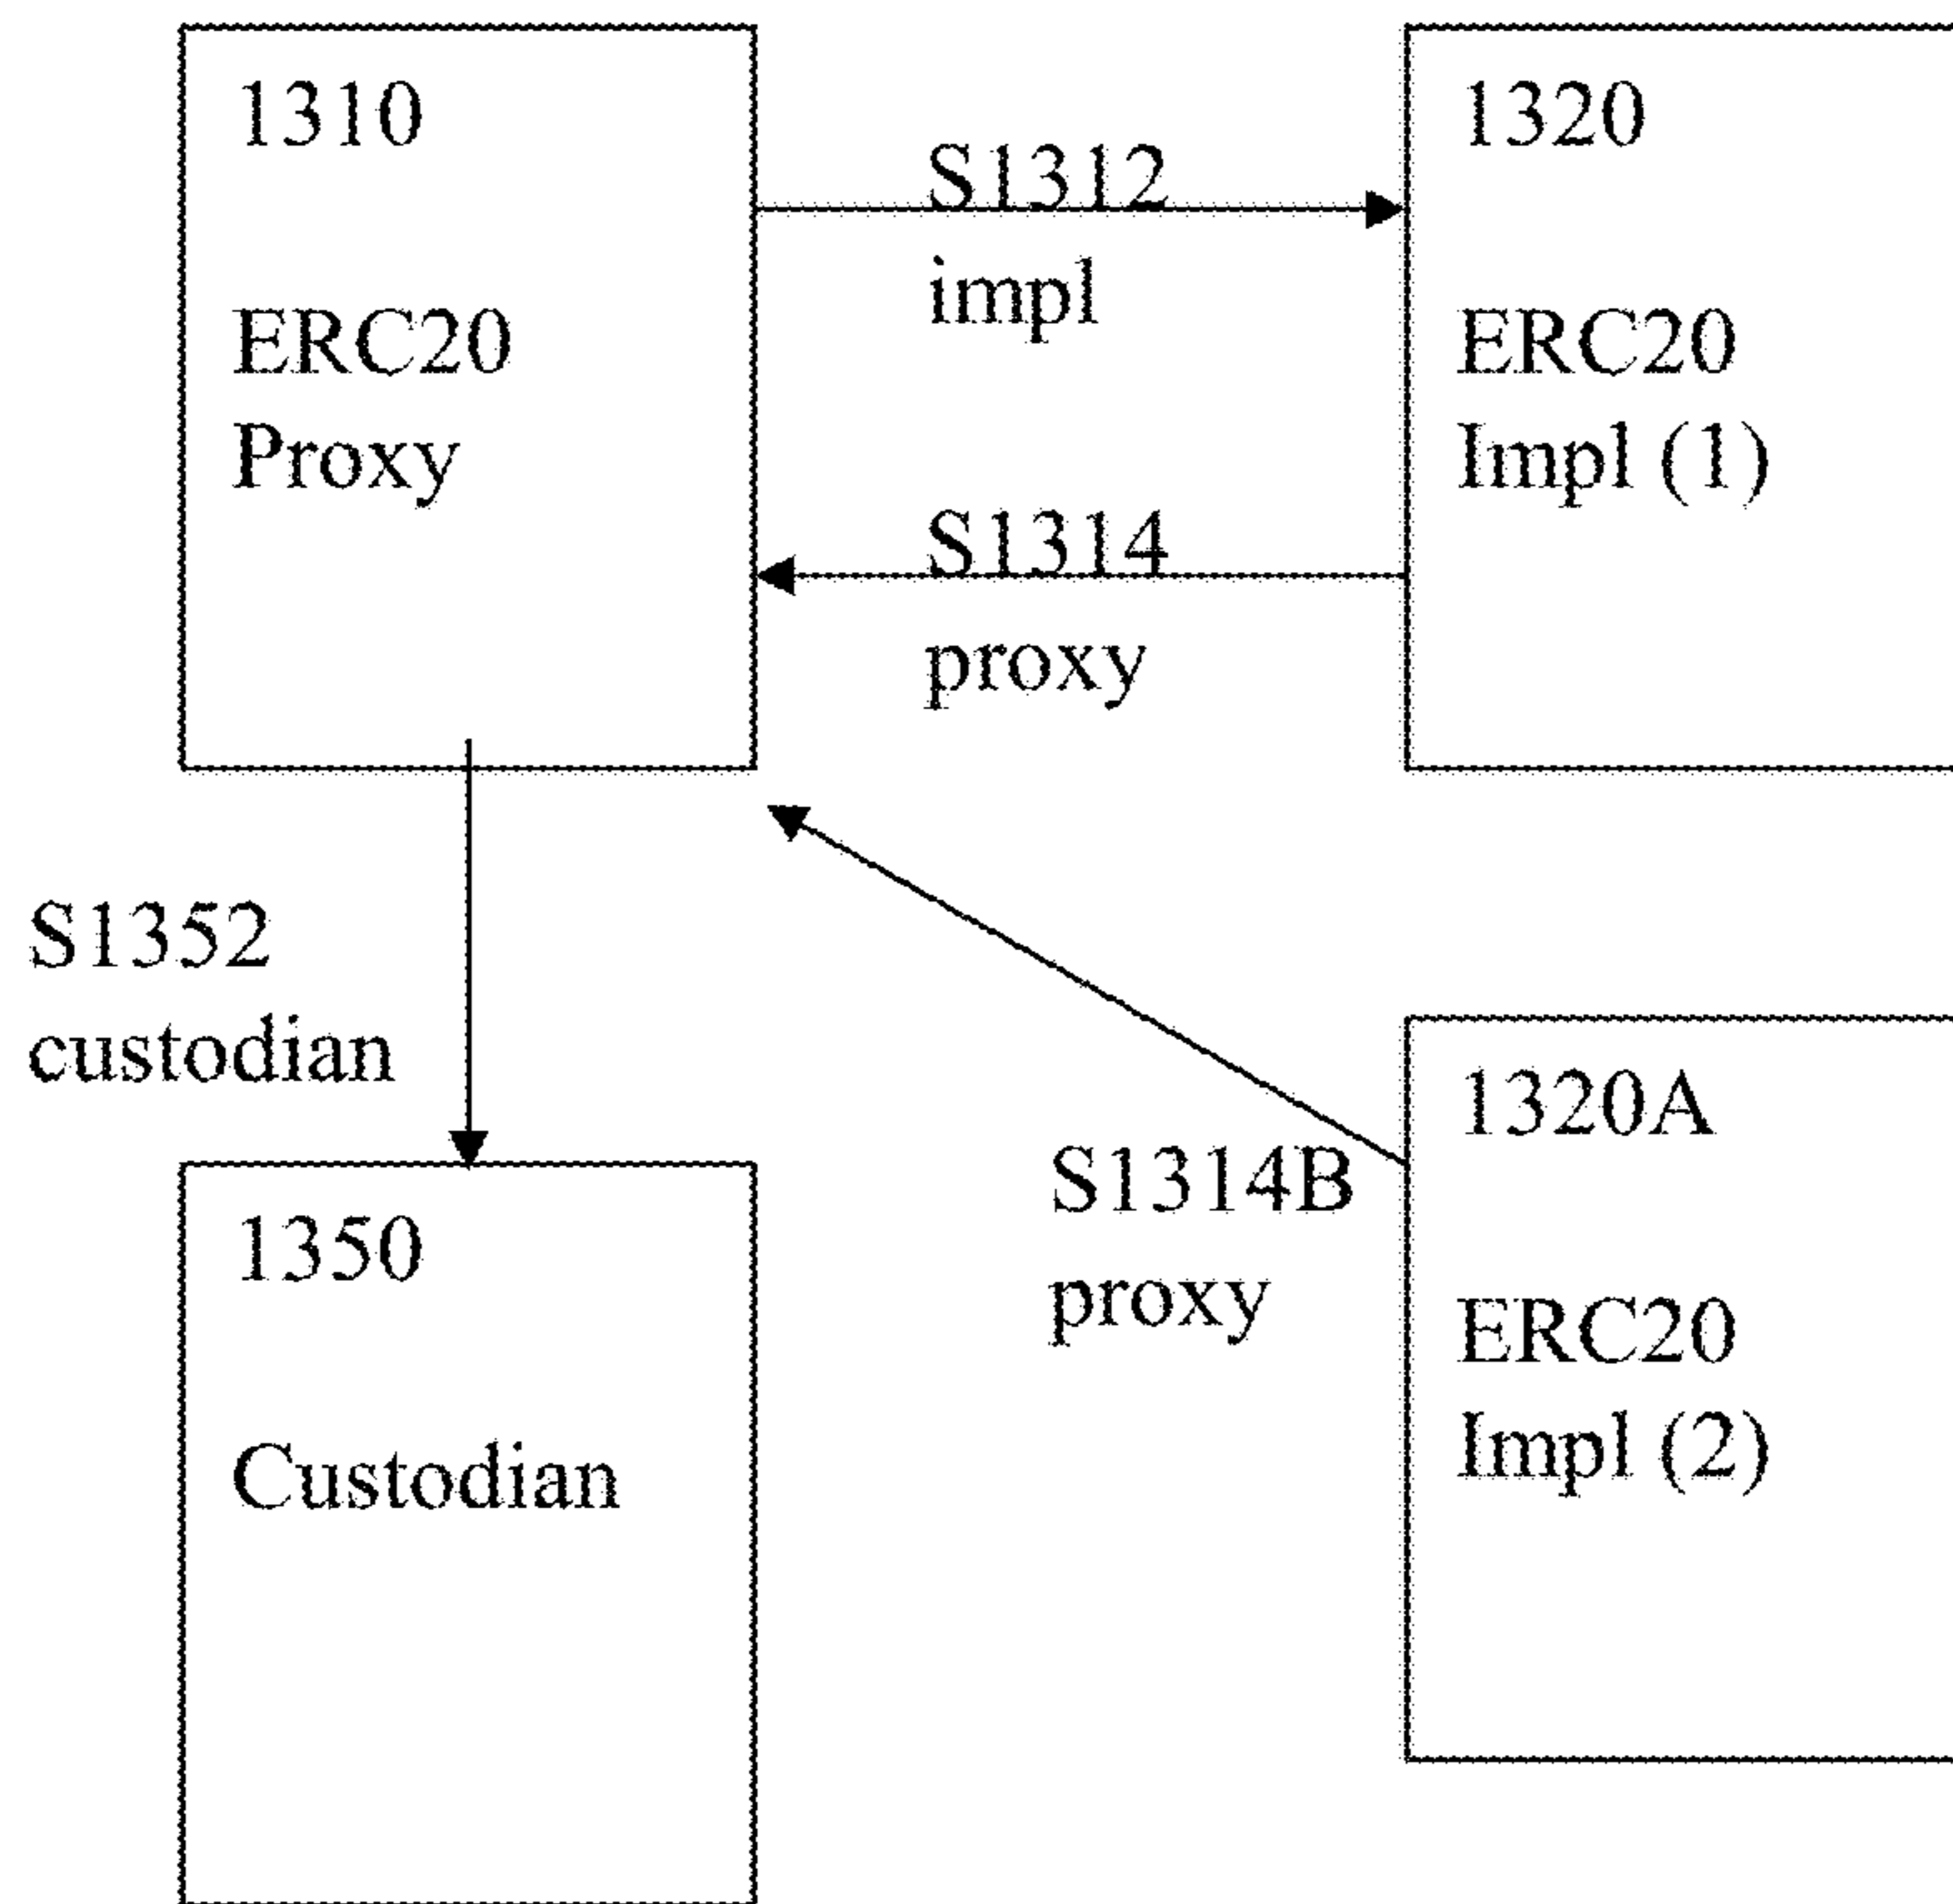 1310
ERC20
Proxy
S1312
impl
S1314
proxy
1320
ERC20
Impl (1)
S1352
custodian
1350
Custodian
S1314B
proxy
1320A
ERC20
Impl (2)